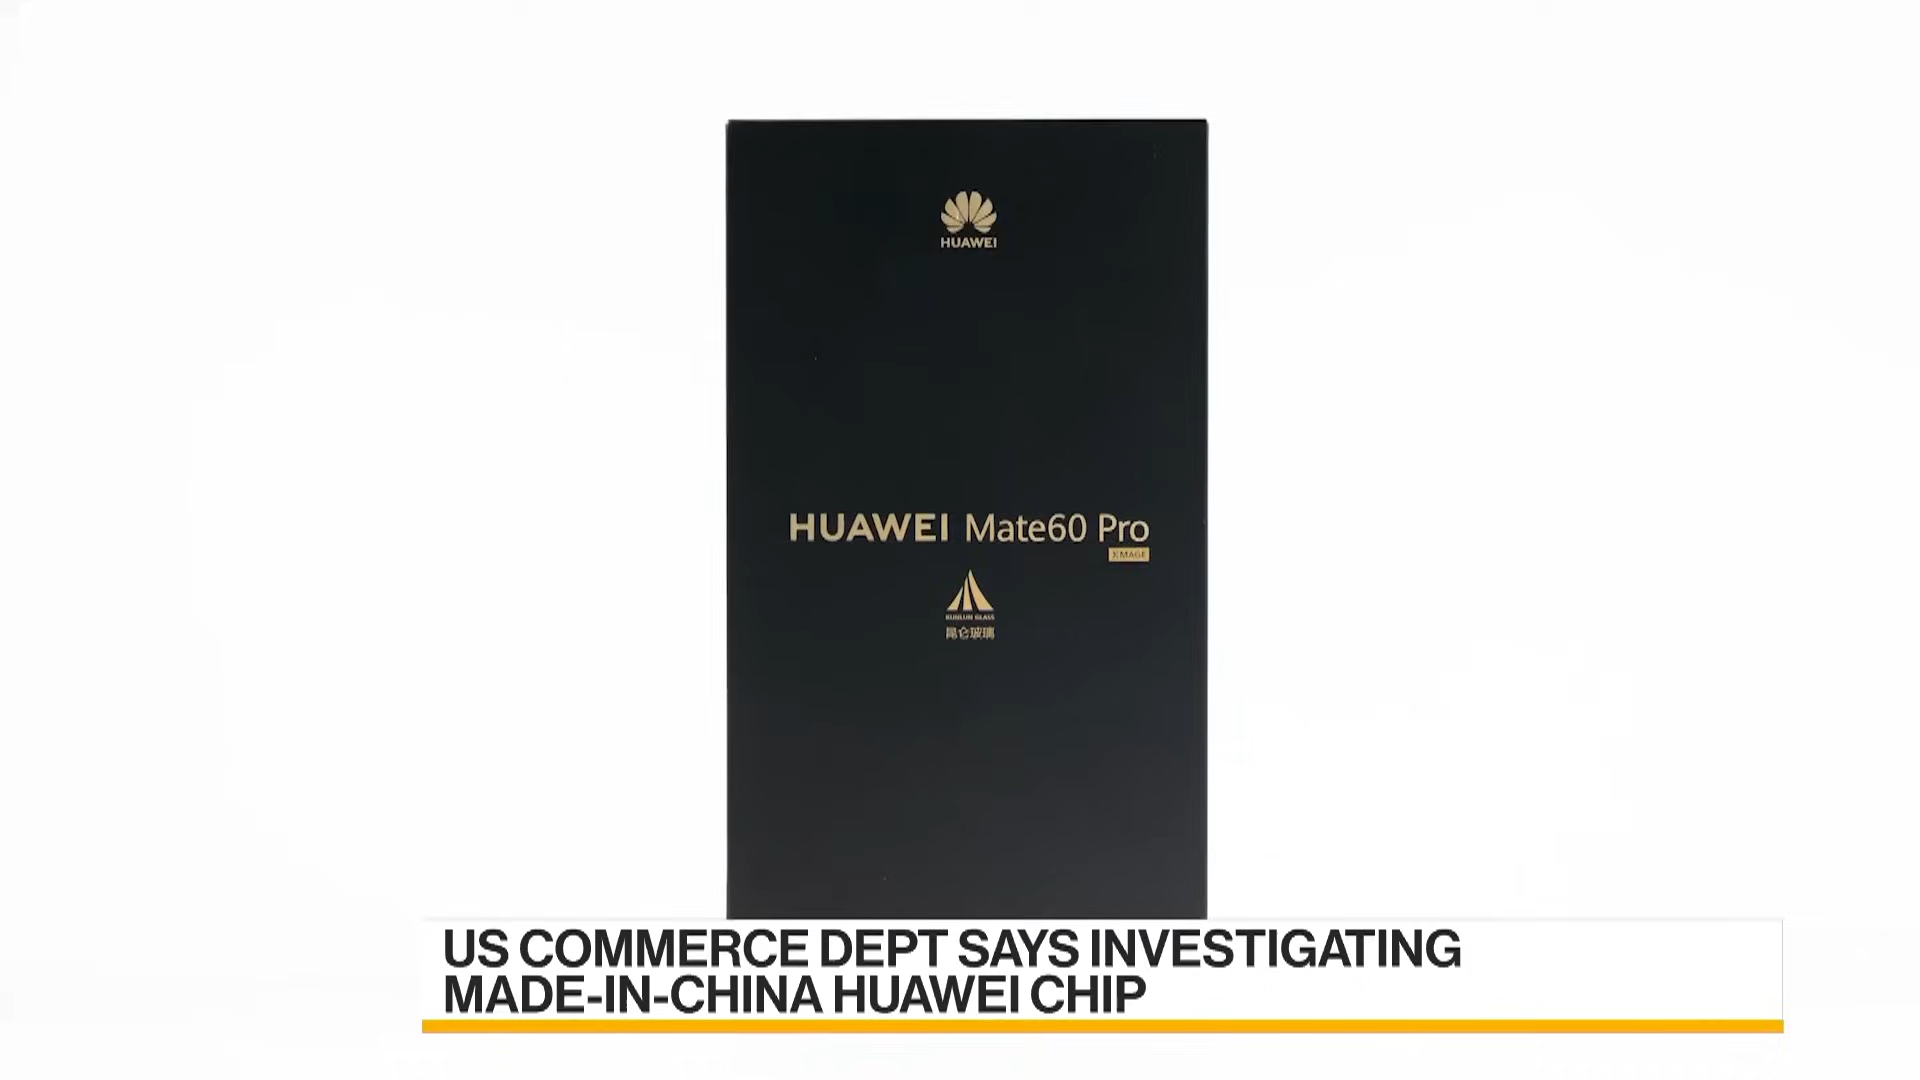 HUAWEI
HUAWEI Mate60 Pro
XMAGE
KUNLUN GLASS
昆仑玻璃
US COMMERCE DEPT SAYS INVESTIGATING
MADE-IN-CHINA HUAWEI CHIP